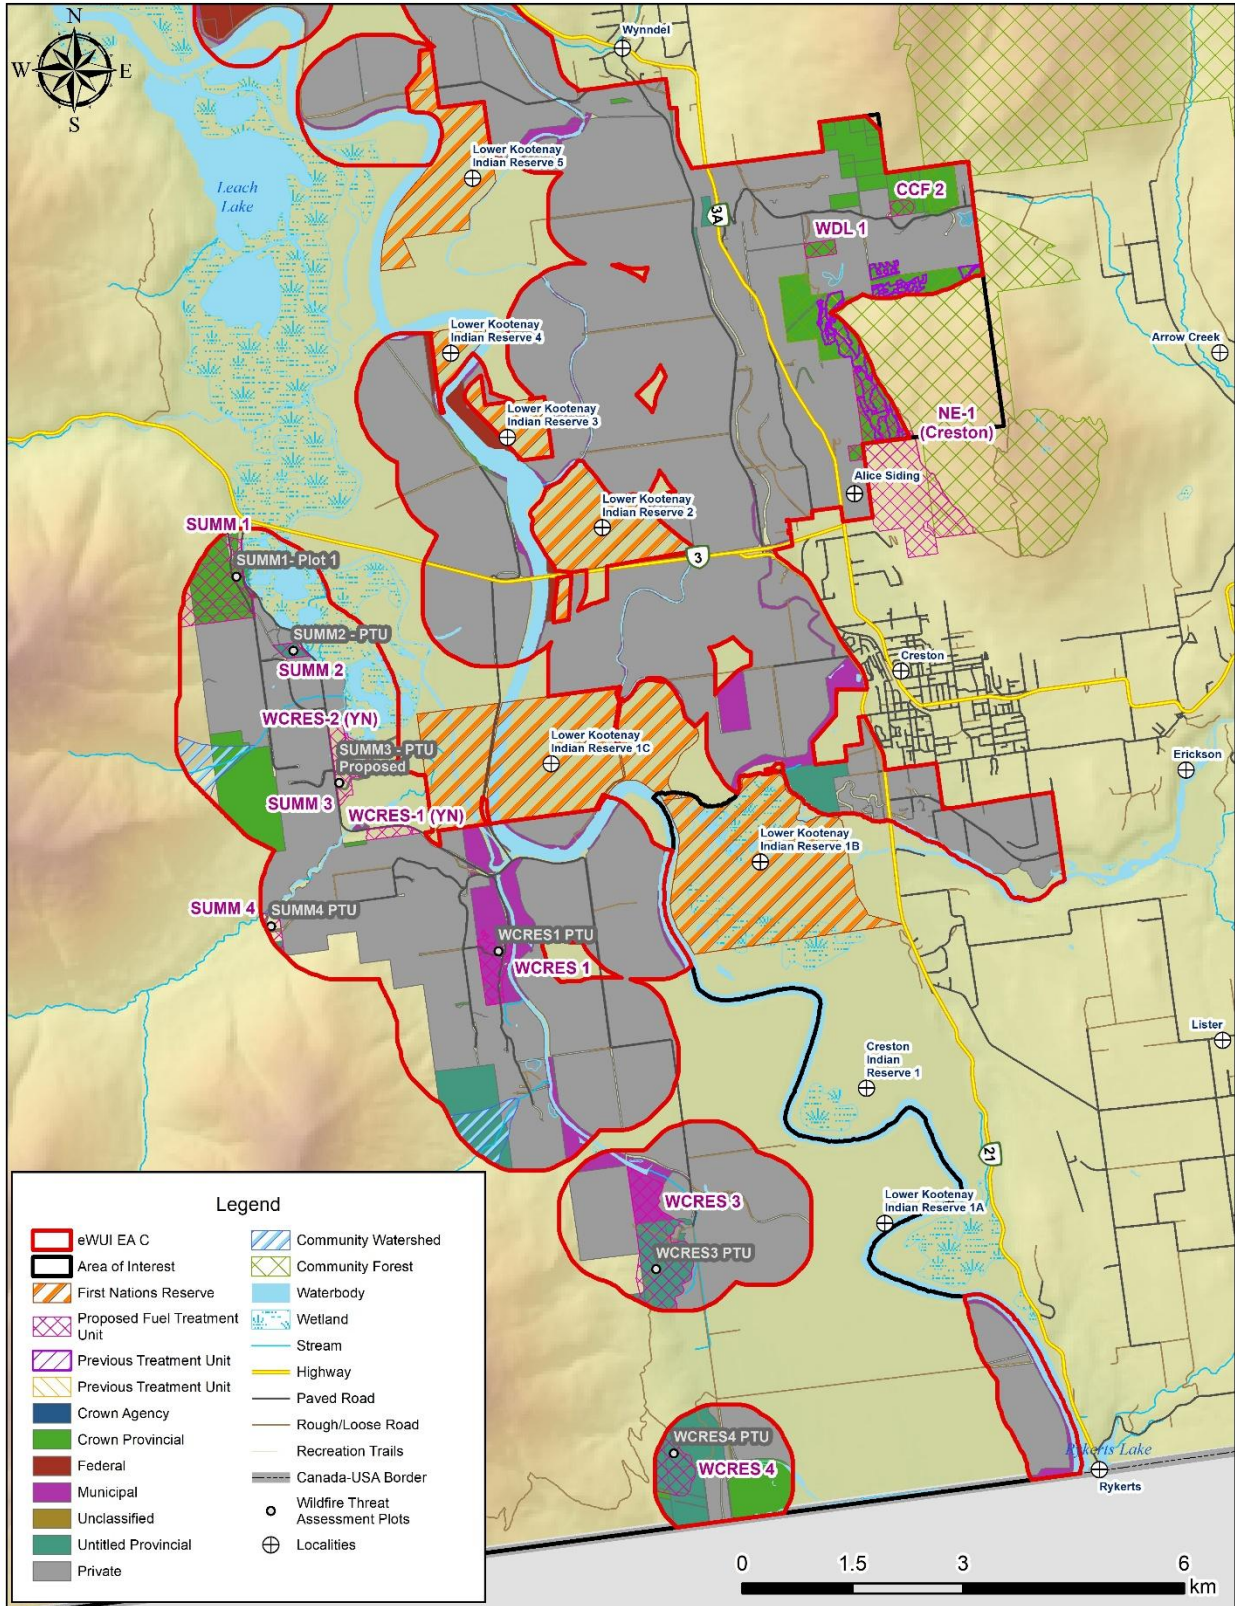 N
W
E
S
Wynndel
Lower Kootenay
Indian Reserve 5
Leach
Lake
CCF 2
3A
WDL 1
Lower Kootenay
Indian Reserve 4
Arrow Creek
Lower Kootenay
Indian Reserve 3
NE-1
(Creston)
Alice Siding
Lower Kootenay
Indian Reserve 2
SUMM 1
3
SUMM1- Plot 1
SUMM2 - PTU
SUMM 2
Creston
WCRES-2 (YN)
Lower Kootenay
Indian Reserve 1C
SUMM3 - PTU
Proposed
Erickson
SUMM 3
WCRES-1 (YN)
Lower Kootenay
Indian Reserve 1B
SUMM 4
SUMM4 PTU
WCRES1 PTU
WCRES 1
Lister
Creston
Indian
Reserve 1
21
WCRES 3
Lower Kootenay
Indian Reserve 1A
WCRES3 PTU
WCRES4 PTU
WCRES 4
Rykerts Lake
Rykerts
Legend
eWUI EA C
Area of Interest
First Nations Reserve
Proposed Fuel Treatment
Unit
Previous Treatment Unit
Previous Treatment Unit
Crown Agency
Crown Provincial
Federal
Municipal
Unclassified
Untitled Provincial
Private
Community Watershed
Community Forest
Waterbody
Wetland
Stream
Highway
Paved Road
Rough/Loose Road
Recreation Trails
Canada-USA Border
Wildfire Threat
Assessment Plots
Localities
0 1.5 3 6
km